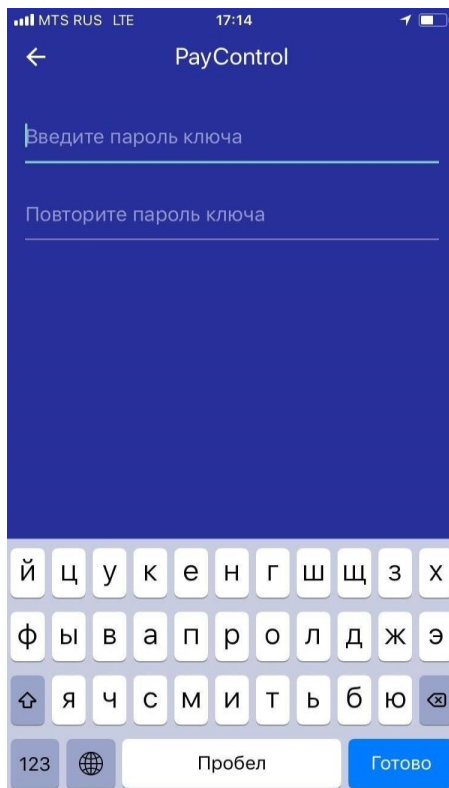 MTS RUS LTE 17:14
PayControl
Введите пароль ключа
Повторите пароль ключа
й ц у к е н г ш щ з х
ф ы в а п р о л д ж э
я ч с м и т ь б ю
123 Пробел Готово